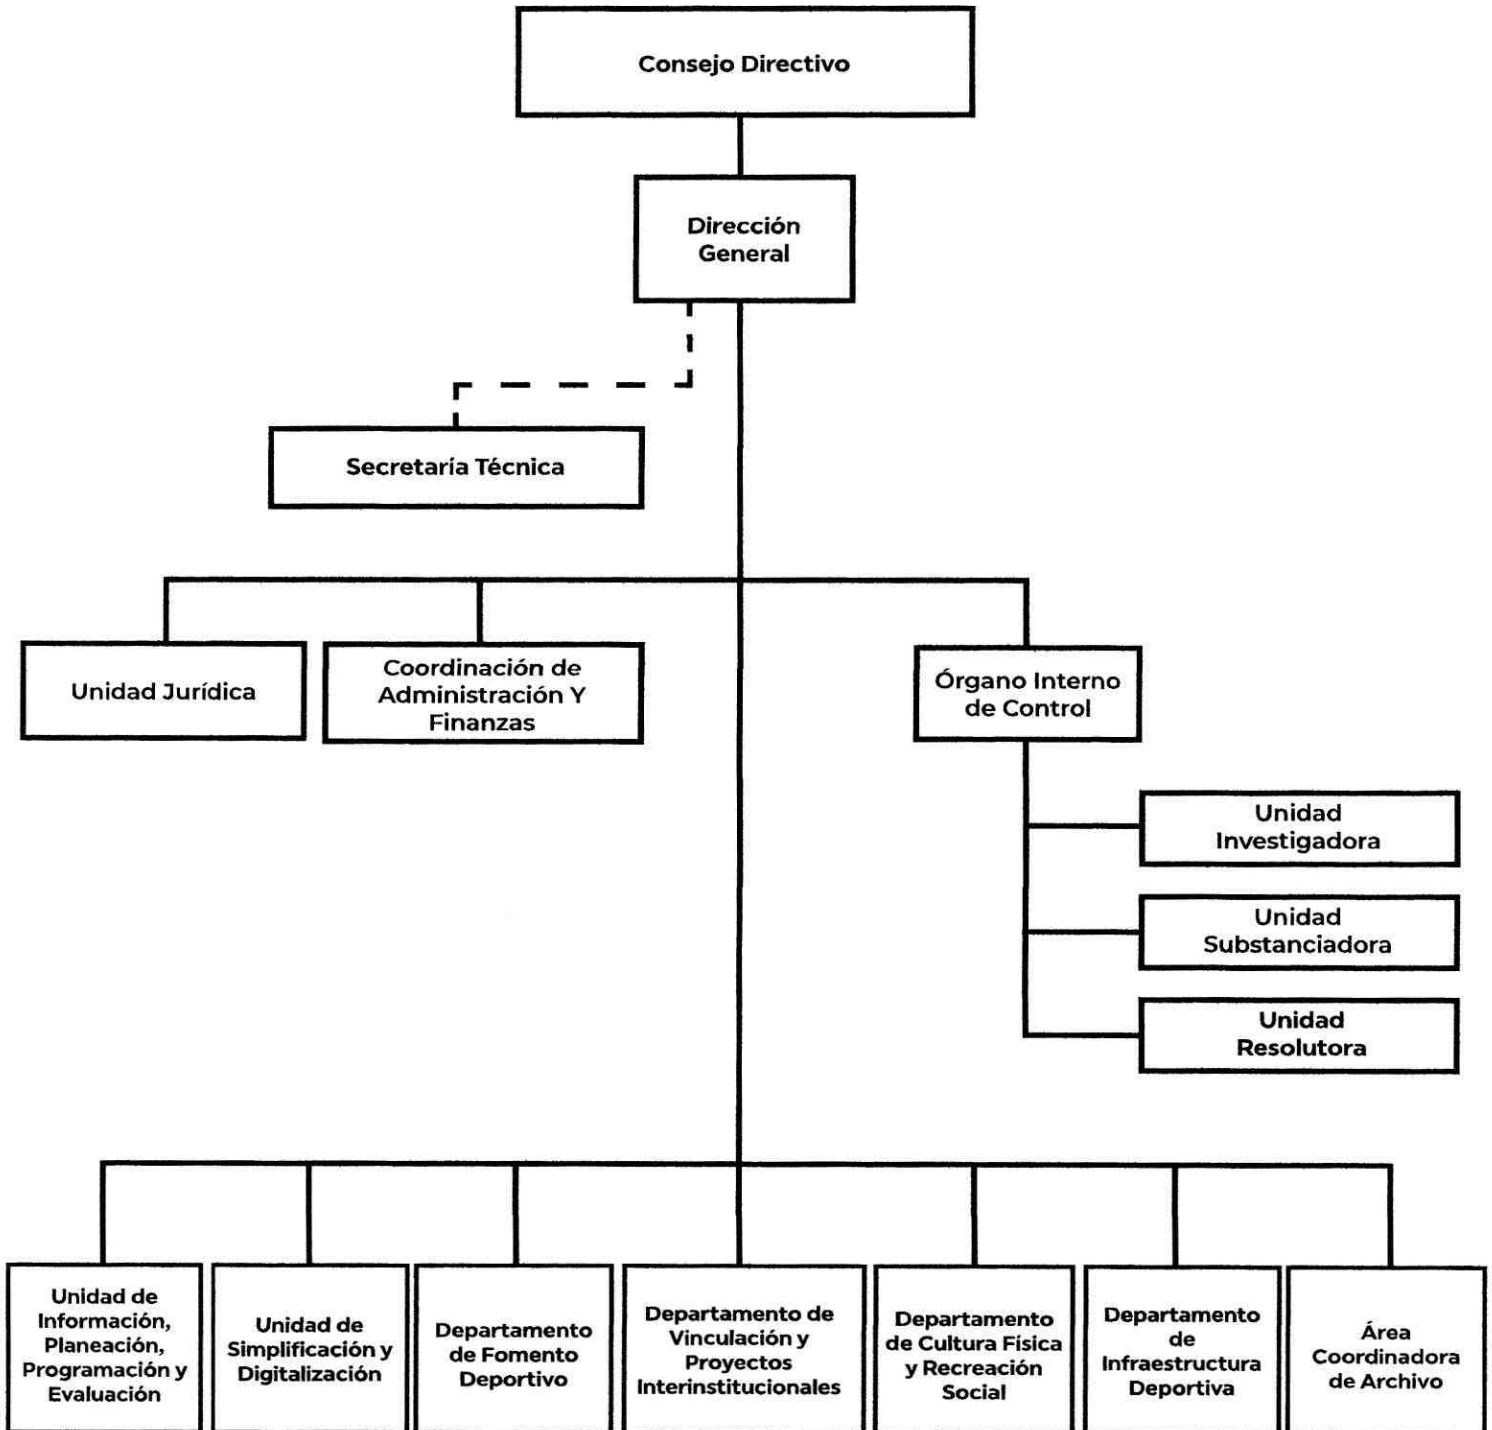 Consejo Directivo
Dirección
General
Secretaría Técnica
Unidad Jurídica
Coordinación de
Administración Y
Finanzas
Órgano Interno
de Control
Unidad
Investigadora
Unidad
Substanciadora
Unidad
Resolutora
Unidad de
Información,
Planeación,
Programación y
Evaluación
Unidad de
Simplificación y
Digitalización
Departamento
de Fomento
Deportivo
Departamento de
Vinculación y
Proyectos
Interinstitucionales
Departamento
de Cultura Física
y Recreación
Social
Departamento
de
Infraestructura
Deportiva
Área
Coordinadora
de Archivo